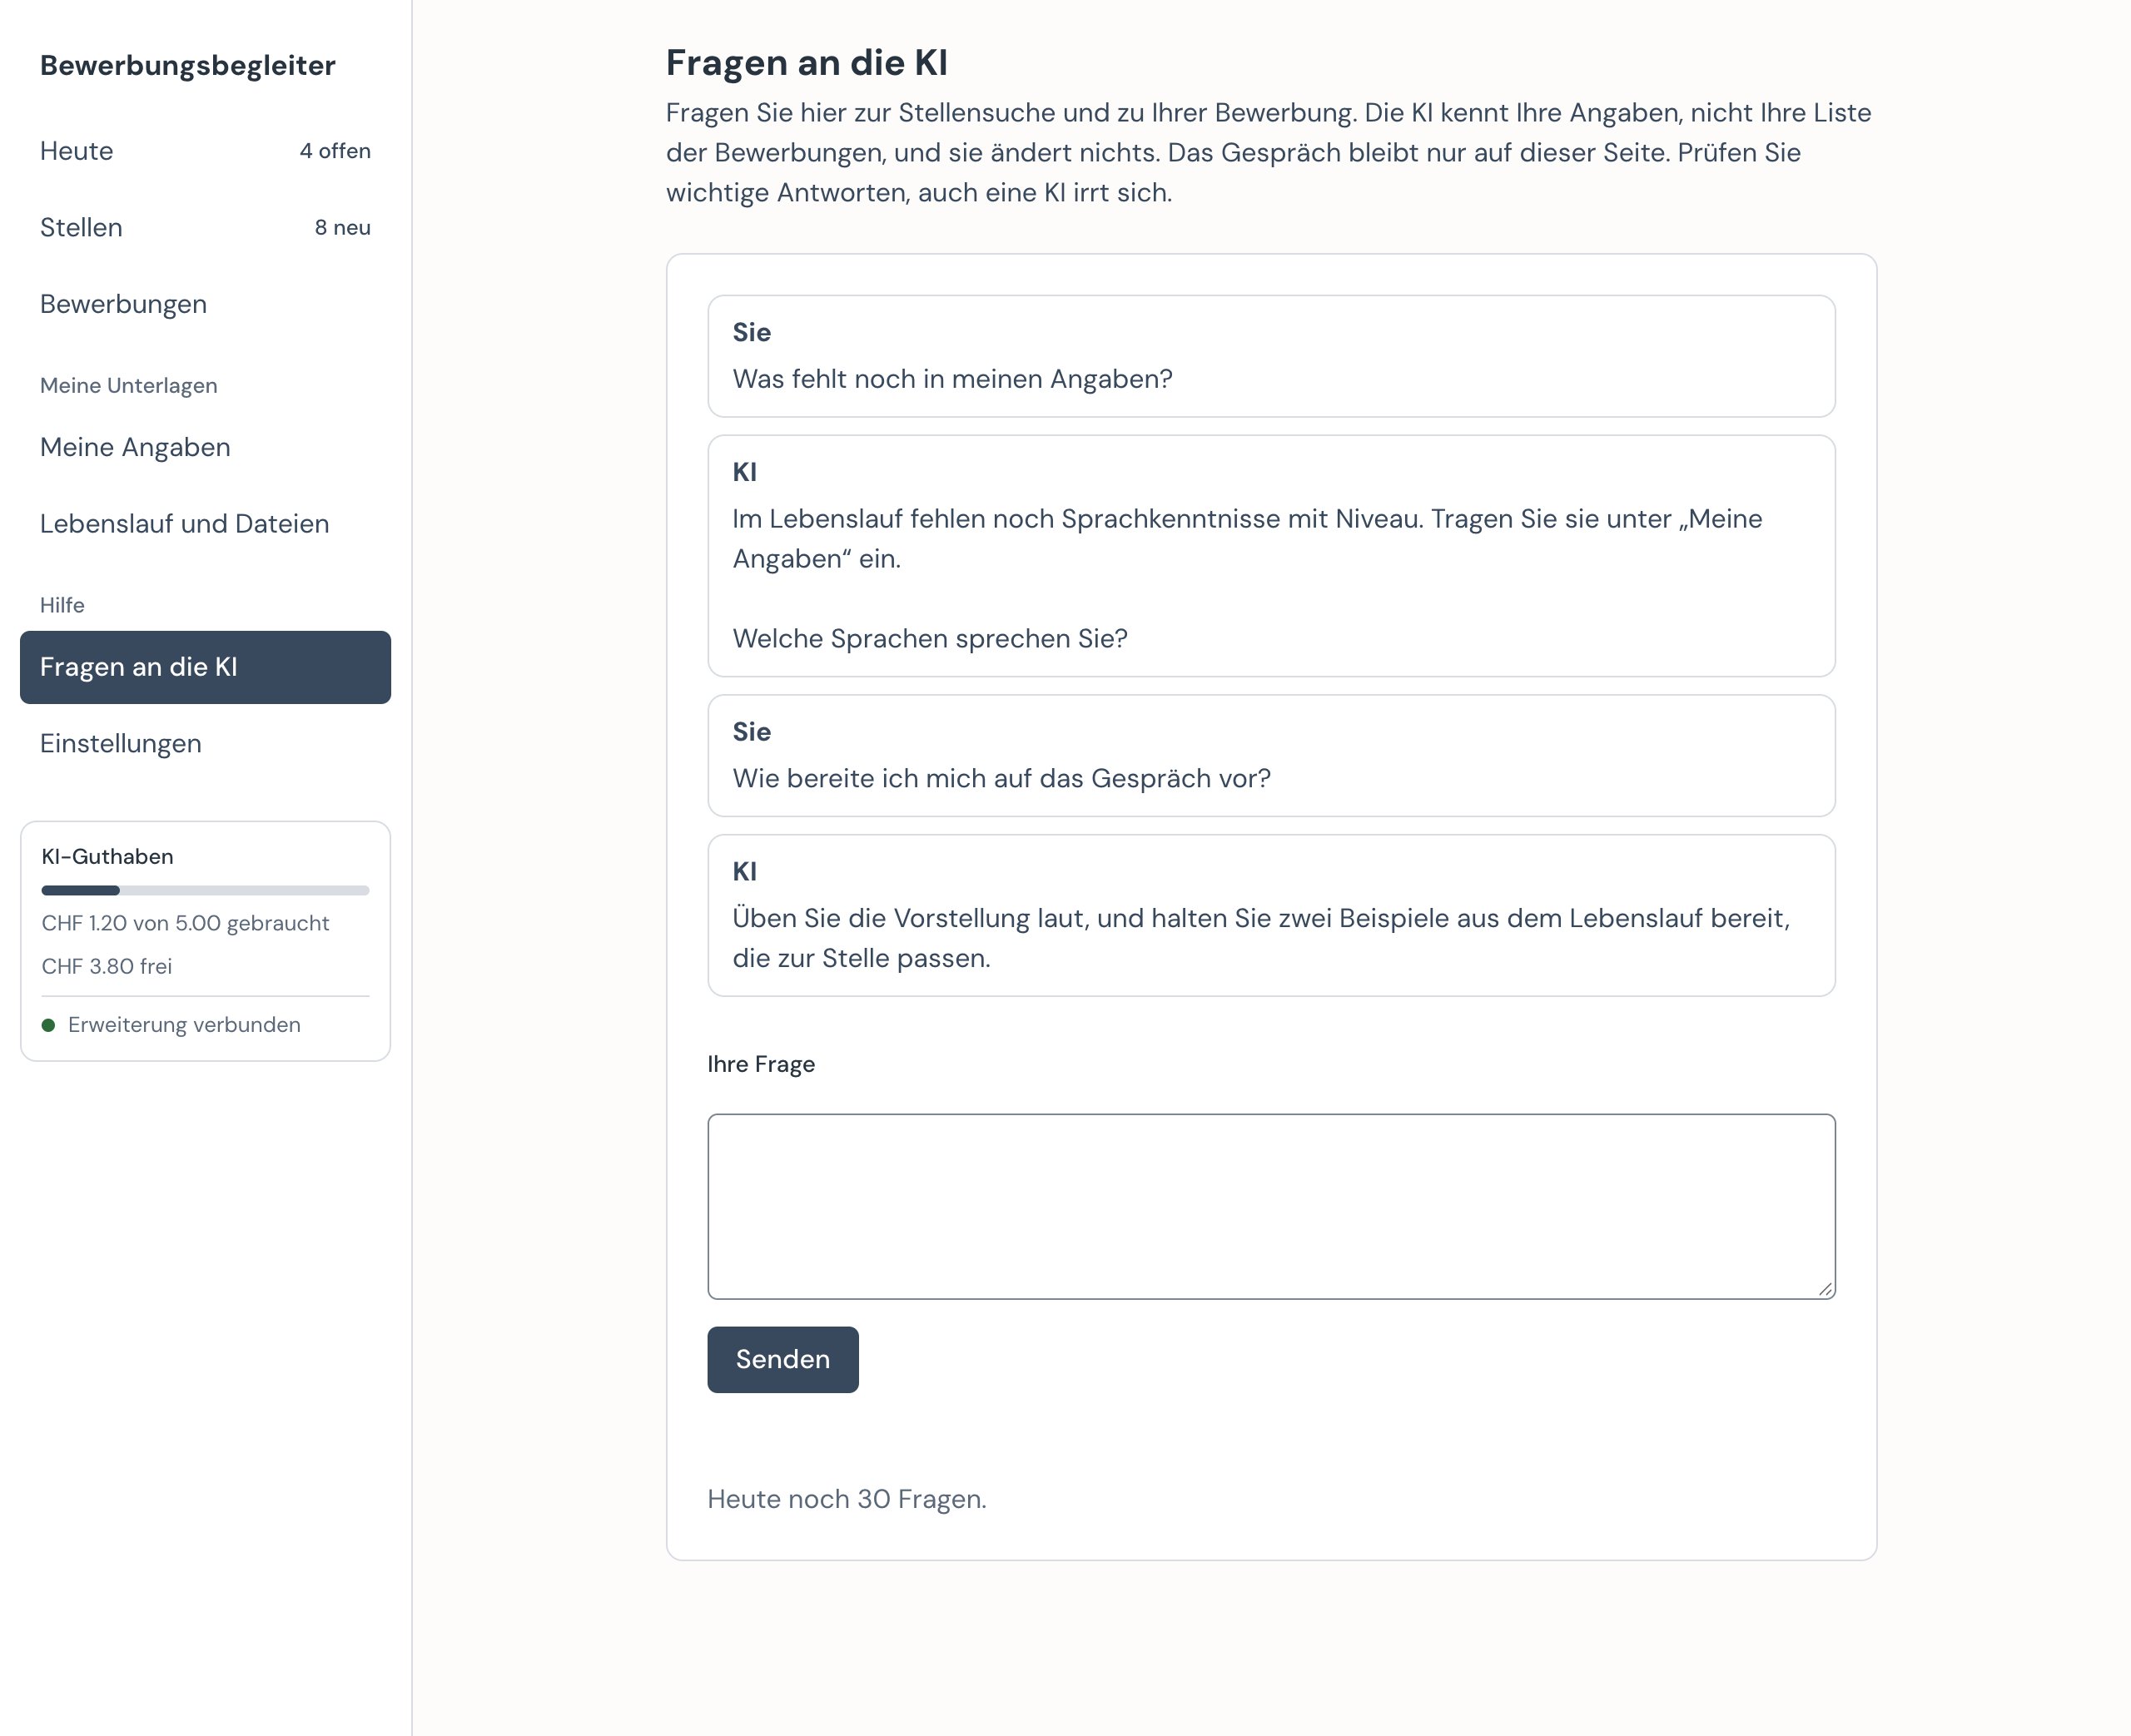 Bewerbungsbegleiter
Heute 4 offen
Stellen 8 neu
Bewerbungen
Meine Unterlagen
Meine Angaben
Lebenslauf und Dateien
Hilfe
Fragen an die KI
Einstellungen
KI-Guthaben
CHF 1.20 von 5.00 gebraucht
CHF 3.80 frei
Erweiterung verbunden
Fragen an die KI
Fragen Sie hier zur Stellensuche und zu Ihrer Bewerbung. Die KI kennt Ihre Angaben, nicht Ihre Liste
der Bewerbungen, und sie ändert nichts. Das Gespräch bleibt nur auf dieser Seite. Prüfen Sie
wichtige Antworten, auch eine KI irrt sich.
Sie
Was fehlt noch in meinen Angaben?
KI
Im Lebenslauf fehlen noch Sprachkenntnisse mit Niveau. Tragen Sie sie unter „Meine
Angaben“ ein.
Welche Sprachen sprechen Sie?
Sie
Wie bereite ich mich auf das Gespräch vor?
KI
Üben Sie die Vorstellung laut, und halten Sie zwei Beispiele aus dem Lebenslauf bereit,
die zur Stelle passen.
Ihre Frage
Senden
Heute noch 30 Fragen.